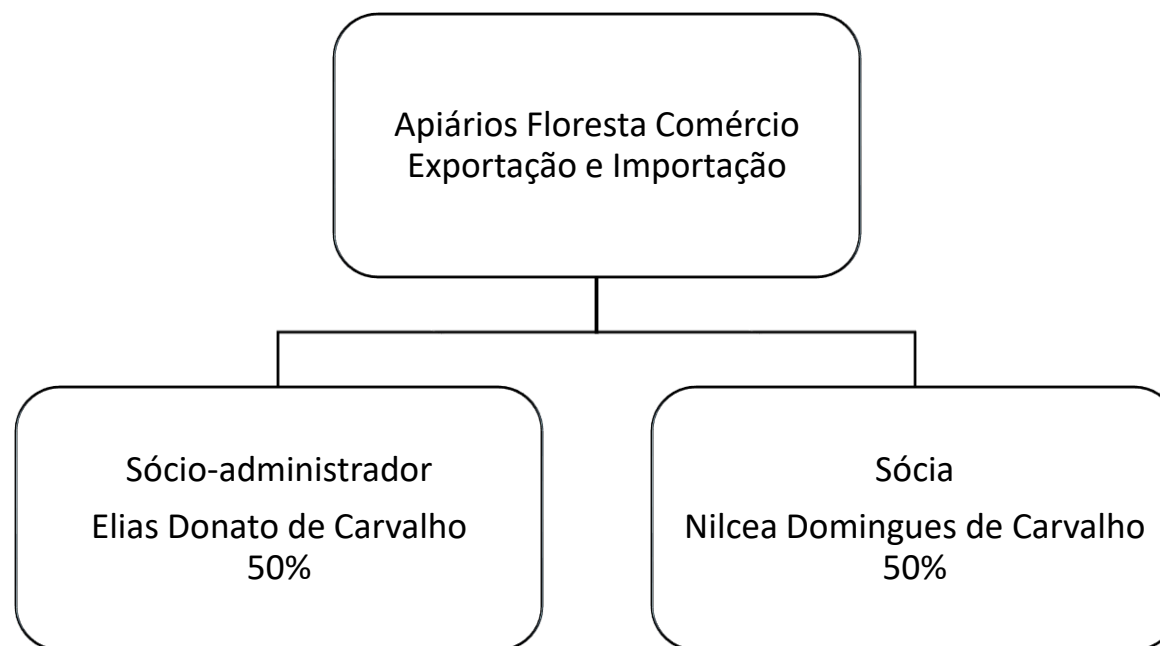 Apiários Floresta Comércio
Exportação e Importação
Sócio-administrador
Elias Donato de Carvalho
50%
Sócia
Nilcea Domingues de Carvalho
50%